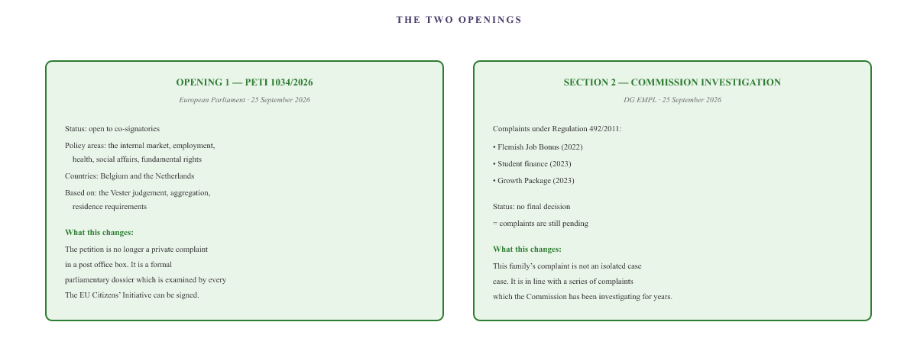 THE TWO OPENINGS
OPENING 1 — PETI 1034/2026
European Parliament · 25 September 2026
Status: open to co-signatories
Policy areas: the internal market, employment,
health, social affairs, fundamental rights
Countries: Belgium and the Netherlands
Based on: the Vester judgement, aggregation,
residence requirements
What this changes:
The petition is no longer a private complaint
in a post office box. It is a formal
parliamentary dossier which is examined by every
The EU Citizens' Initiative can be signed.
SECTION 2 — COMMISSION INVESTIGATION
DG EMPL · 25 September 2026
Complaints under Regulation 492/2011:
• Flemish Job Bonus (2022)
• Student finance (2023)
• Growth Package (2023)
Status: no final decision
= complaints are still pending
What this changes:
This family's complaint is not an isolated case
case. It is in line with a series of complaints
which the Commission has been investigating for years.